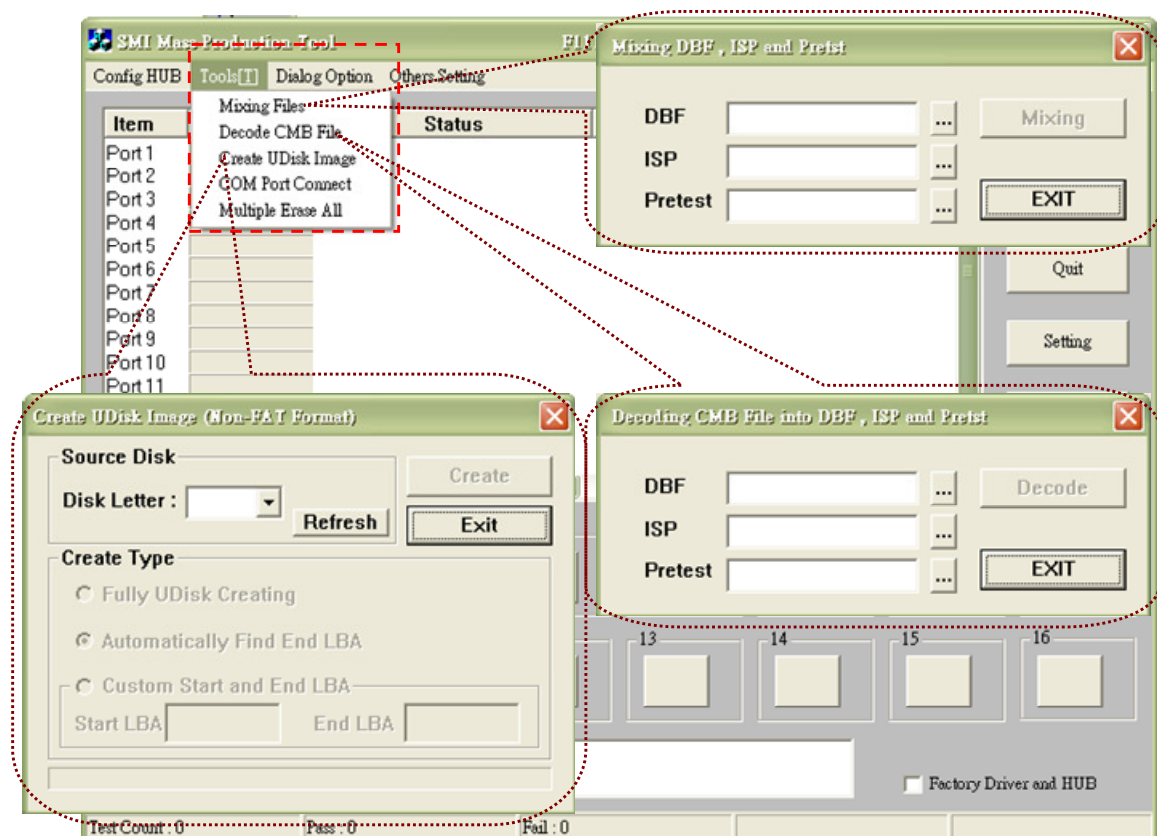 SMI Mass Production Tool
Config HUB Tools[T] Dialog Option Others Setting
Mixing Files
Decode CMB File
Create UDisk Image
COM Port Connect
Multiple Erase All
Item Status
Port 1
Port 2
Port 3
Port 4
Port 5
Port 6
Port 7
Port 8
Port 9
Port 10
Port 11
Mixing DBF , ISP and Pretst
DBF ... Mixing
ISP ...
Pretest ... EXIT
Quit
Setting
Create UDisk Image (Non-FAT Format)
Source Disk
Disk Letter :
Refresh
Create
Exit
Create Type
Fully UDisk Creating
Automatically Find End LBA
Custom Start and End LBA
Start LBA End LBA
Decoding CMB File into DBF , ISP and Pretst
DBF ... Decode
ISP ...
Pretest ... EXIT
13 14 15 16
Factory Driver and HUB
Test Count : 0 Pass : 0 Fail : 0